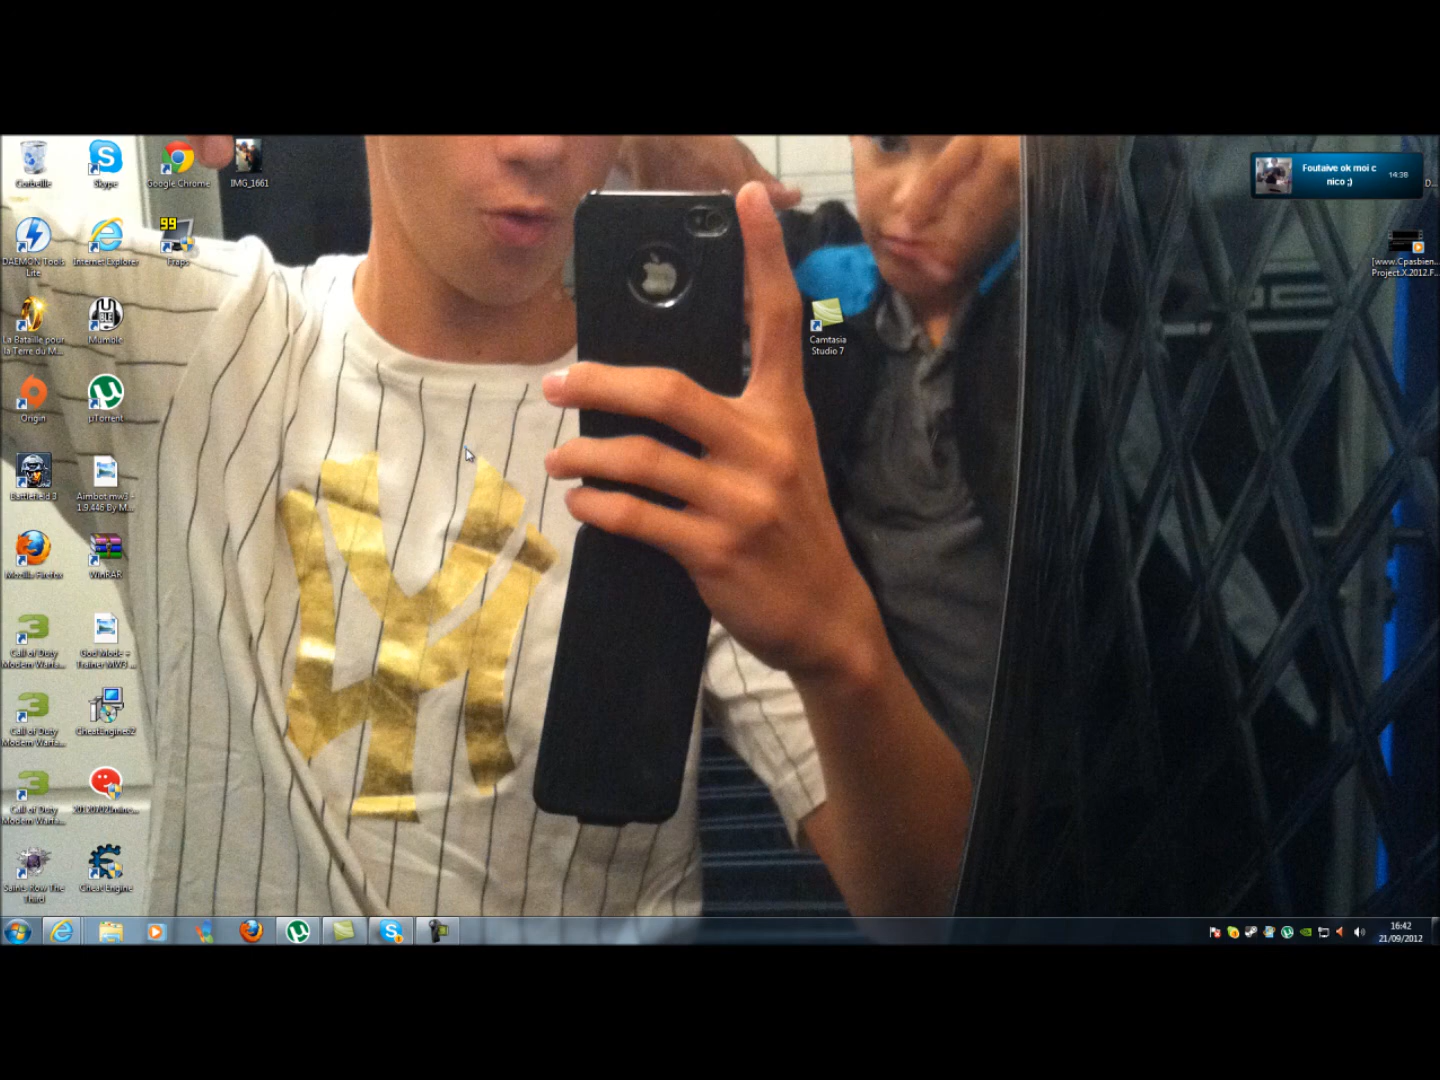 Corbeille
Skype
Google Chrome
IMG_1661
Foutaive ok moi c
nico ;)
14:38
D...
99
DAEMON Tools
Lite
Internet Explorer
Fraps
[www.Cpasbien...
Project.X.2012.F...
La Bataille pour
la Terre du M...
Mumble
Camtasia
Studio 7
Origin
µTorrent
Battlefield 3
Aimbot mw3 -
1.9.446 By M...
Mozilla Firefox
WinRAR
Call of Duty
Modern Warfa...
God Mode +
Trainer MW3 ...
Call of Duty
Modern Warfa...
CheatEngine62
Call of Duty
Modern Warfa...
Saints Row The
Third
Cheat Engine
16:42
21/09/2012